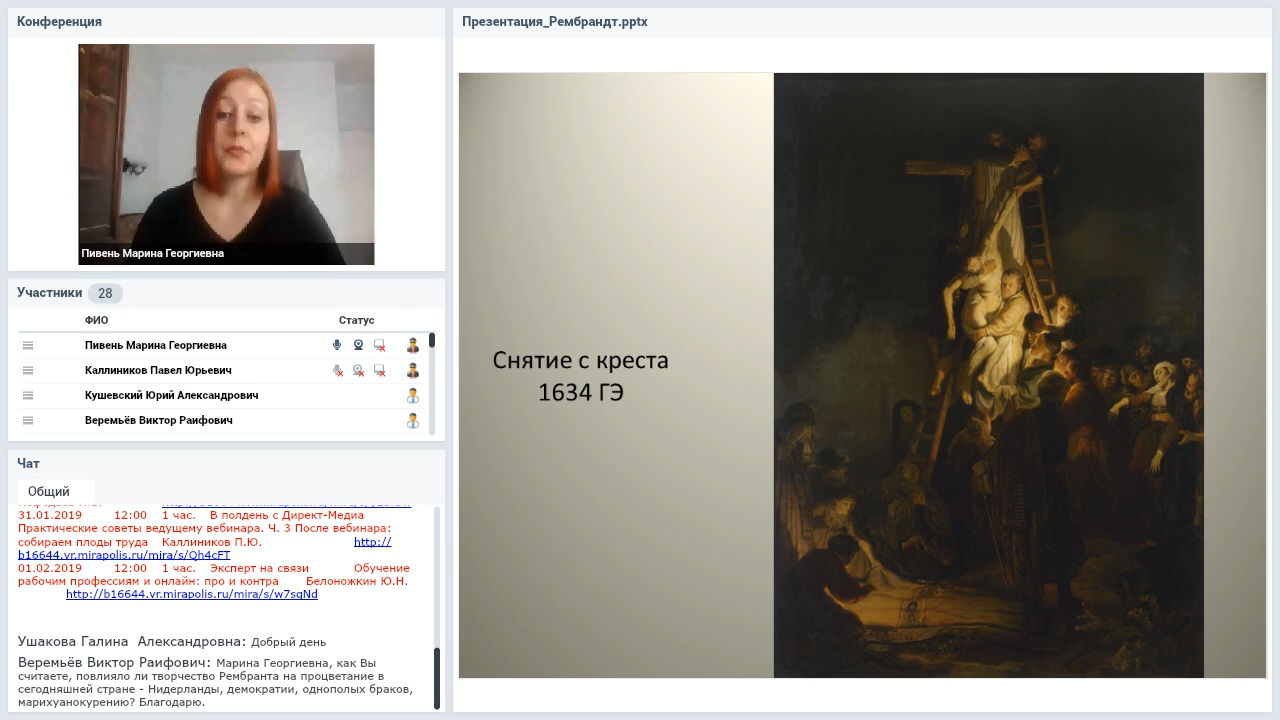 Конференция
Пивень Марина Георгиевна
Участники 28
ФИО Статус
Пивень Марина Георгиевна
Каллиников Павел Юрьевич
Кушевский Юрий Александрович
Веремьёв Виктор Раифович
Чат
Общий
31.01.2019 12:00 1 час. В полдень с Директ-Медиа
Практические советы ведущему вебинара. Ч. 3 После вебинара:
собираем плоды труда Каллиников П.Ю. http://
b16644.vr.mirapolis.ru/mira/s/Qh4cFT
01.02.2019 12:00 1 час. Эксперт на связи Обучение
рабочим профессиям и онлайн: про и контра Белоножкин Ю.Н.
http://b16644.vr.mirapolis.ru/mira/s/w7sqNd
Ушакова Галина Александровна: Добрый день
Веремьёв Виктор Раифович: Марина Георгиевна, как Вы
считаете, повлияло ли творчество Рембранта на процветание в
сегодняшней стране - Нидерланды, демократии, однополых браков,
марихуанокурению? Благодарю.
Презентация_Рембрандт.pptx
Снятие с креста
1634 ГЭ